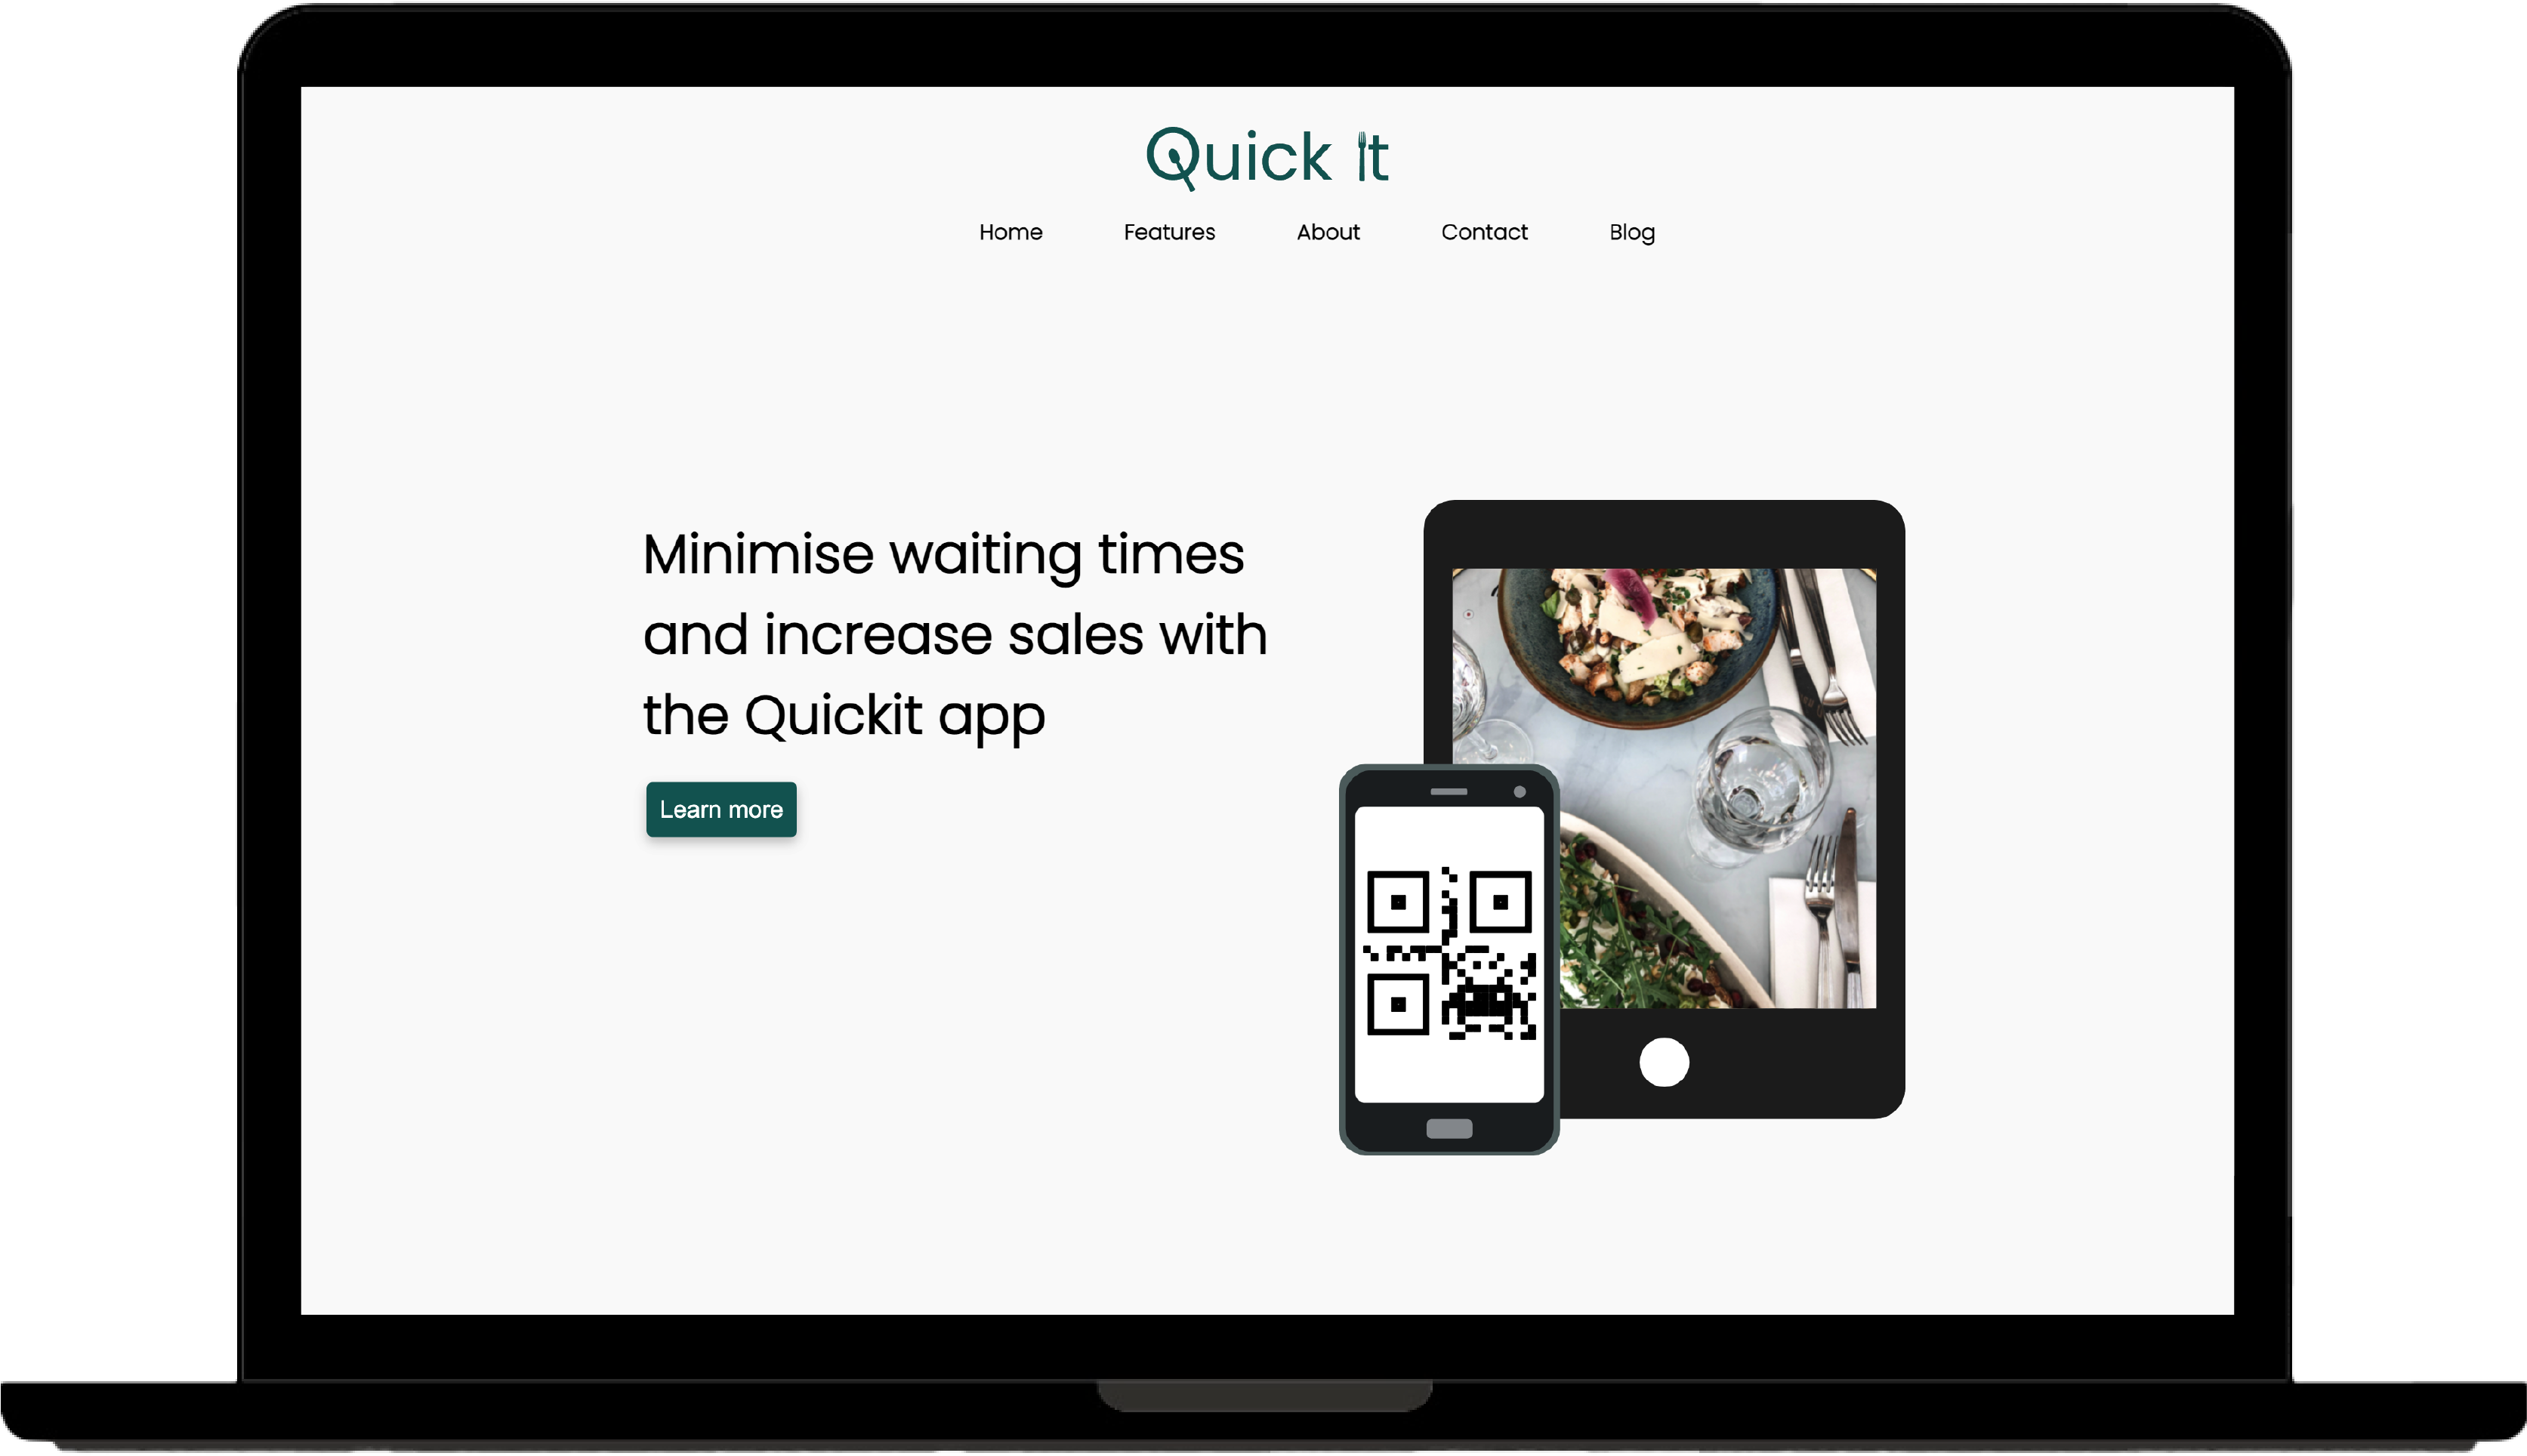 Quick it
Home Features About Contact Blog
Minimise waiting times
and increase sales with
the Quickit app
Learn more